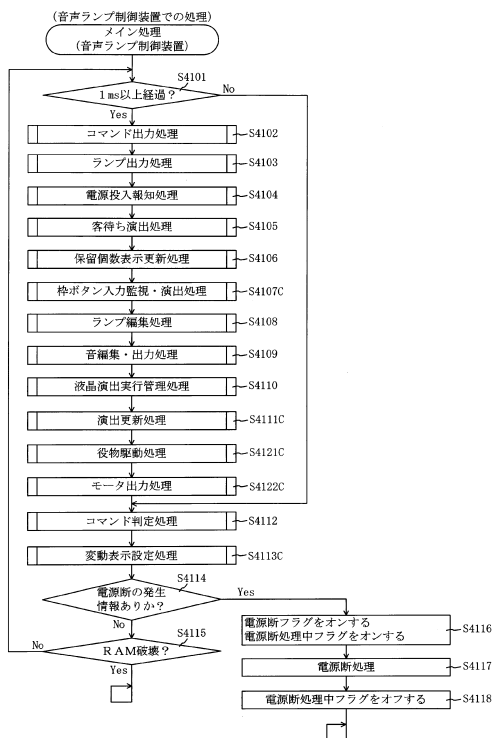 (音声ランプ制御装置での処理)
メイン処理
(音声ランプ制御装置)
S4101
1ms以上経過?
No
Yes
コマンド出力処理
S4102
ランプ出力処理
S4103
電源投入報知処理
S4104
客待ち演出処理
S4105
保留個数表示更新処理
S4106
枠ボタン入力監視・演出処理
S4107C
ランプ編集処理
S4108
音編集・出力処理
S4109
液晶演出実行管理処理
S4110
演出更新処理
S4111C
役物駆動処理
S4121C
モータ出力処理
S4122C
コマンド判定処理
S4112
変動表示設定処理
S4113C
S4114
電源断の発生
情報ありか?
Yes
No
S4115
RAM破壊?
No
Yes
電源断フラグをオンする
電源断処理中フラグをオンする
S4116
電源断処理
S4117
電源断処理中フラグをオフする
S4118